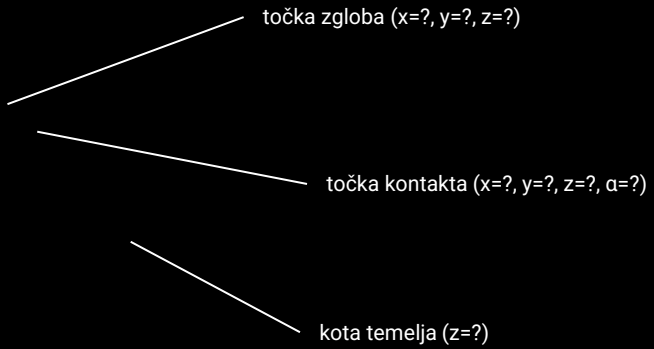 točka zgloba (x=?, y=?, z=?)
točka kontakta (x=?, y=?, z=?, α=?)
kota temelja (z=?)